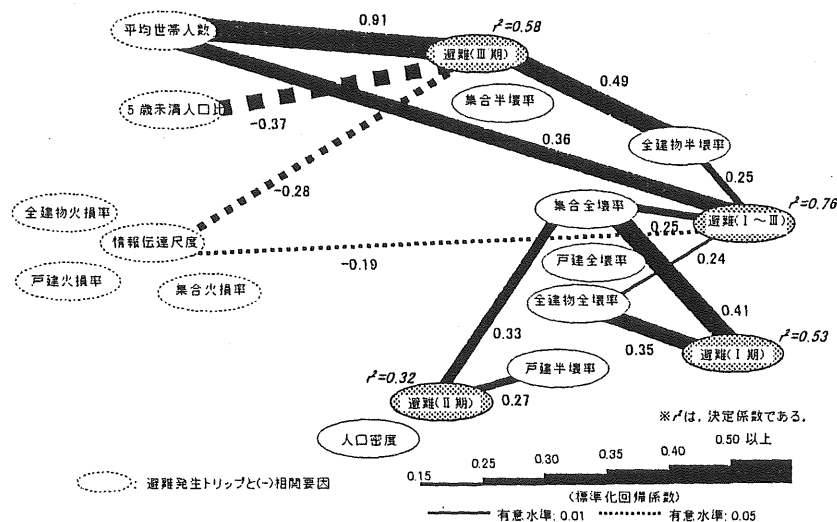 平均世帯人数
0.91
r²=0.58
避難(Ⅲ期)
0.49
集合半壊率
5歳未満人口比
-0.37
0.36
全建物半壊率
0.25
-0.28
r²=0.76
全建物火損率
情報伝達尺度
集合全壊率
避難(Ⅰ～Ⅲ)
0.25
-0.19
戸建全壊率
0.24
戸建火損率
集合火損率
全建物全壊率
0.33
0.41
r²=0.53
0.35
避難(Ⅰ期)
r²=0.32
戸建半壊率
避難(Ⅱ期)
0.27
人口密度
※r²は、決定係数である。
0.15 0.25 0.30 0.35 0.40 0.50 以上
(標準化回帰係数)
: 避難発生トリップと(-)相関要因
有意水準: 0.01 有意水準: 0.05